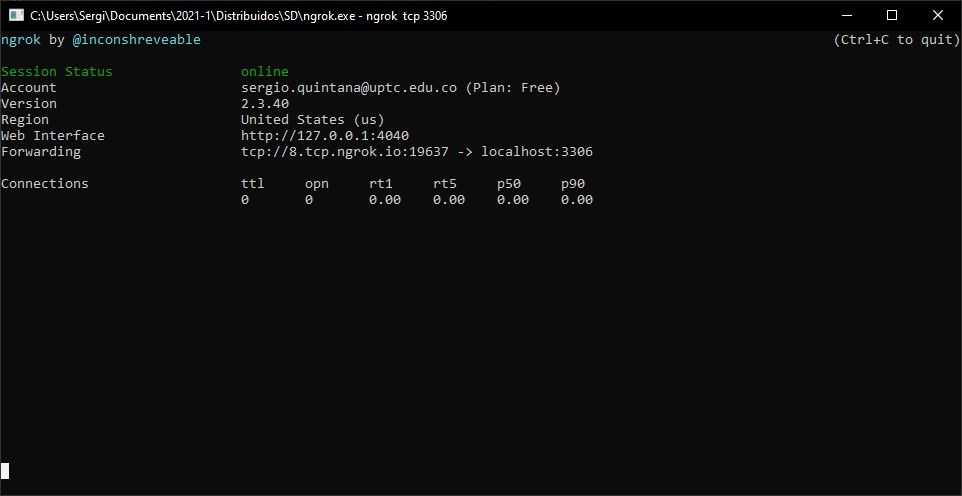 C:\Users\Sergi\Documents\2021-1\Distribuidos\SD\ngrok.exe - ngrok  tcp 3306
ngrok by @inconshreveable (Ctrl+C to quit)
Session Status online
Account sergio.quintana@uptc.edu.co (Plan: Free)
Version 2.3.40
Region United States (us)
Web Interface http://127.0.0.1:4040
Forwarding tcp://8.tcp.ngrok.io:19637 -> localhost:3306
Connections ttl opn rt1 rt5 p50 p90
0 0 0.00 0.00 0.00 0.00